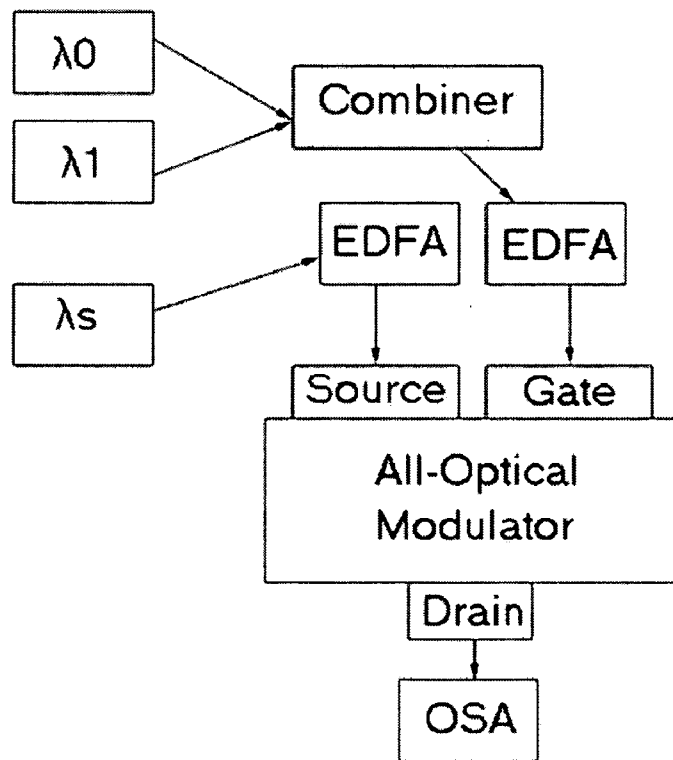 λ0
Combiner
λ1
EDFA
EDFA
λs
Source
Gate
All-Optical
Modulator
Drain
OSA